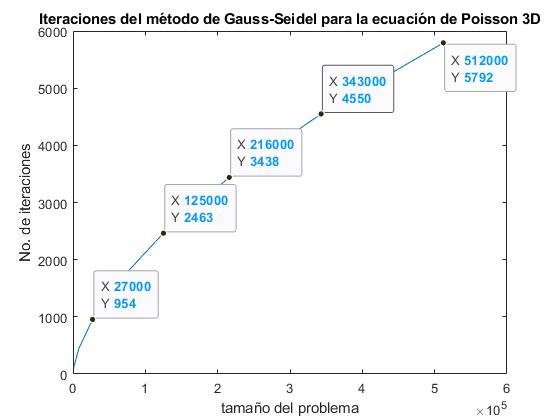 Iteraciones del método de Gauss-Seidel para la ecuación de Poisson 3D
6000
5000
4000
3000
2000
1000
0
No. de iteraciones
X 512000
Y 5792
X 343000
Y 4550
X 216000
Y 3438
X 125000
Y 2463
X 27000
Y 954
0 1 2 3 4 5 6
×10⁵
tamaño del problema